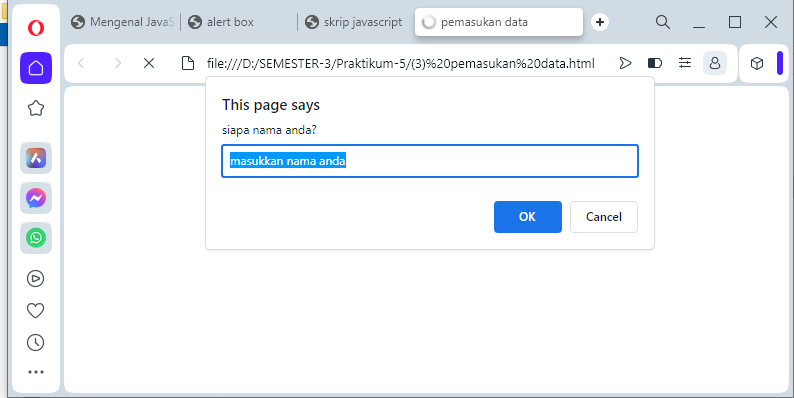 Mengenal JavaS
alert box
skrip javascript
pemasukan data
file:///D:/SEMESTER-3/Praktikum-5/(3)%20pemasukan%20data.html
This page says
siapa nama anda?
masukkan nama anda
OK
Cancel